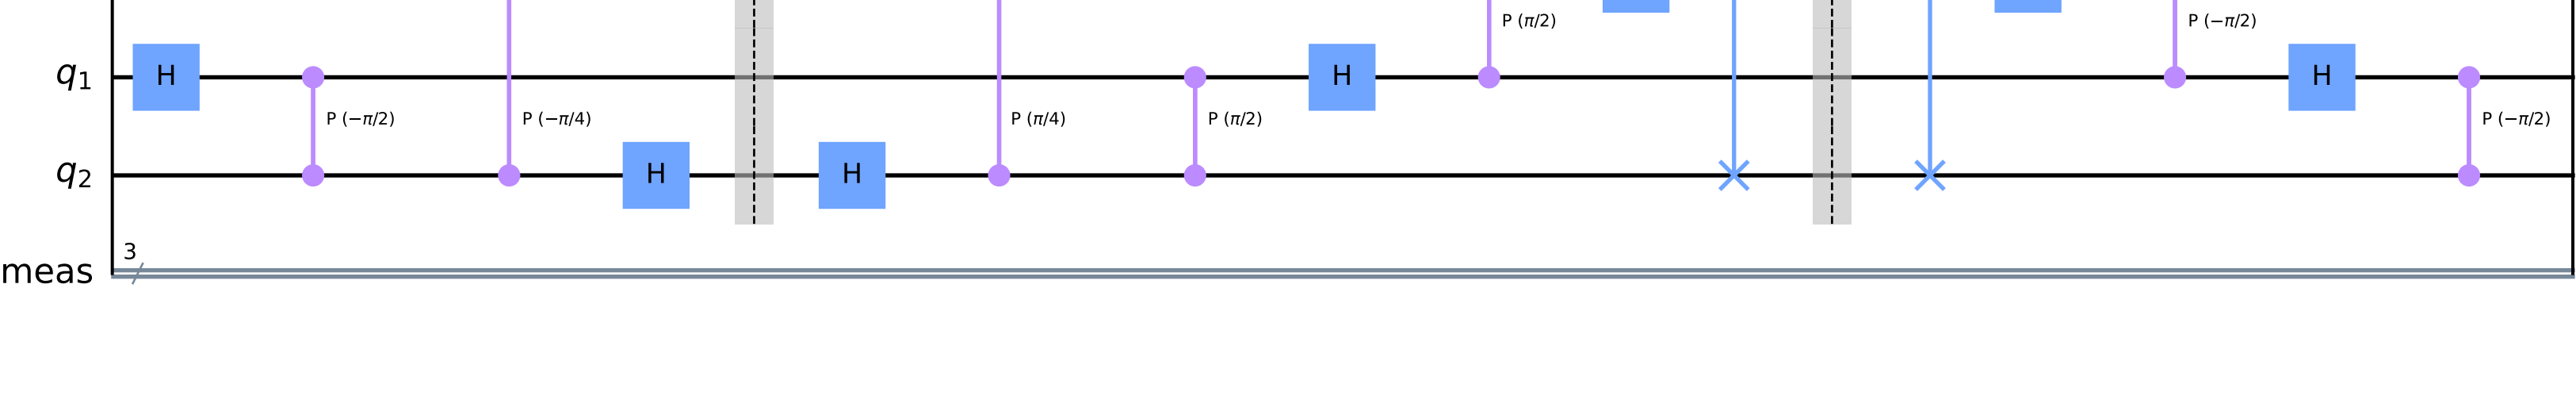 P (π/2) P (−π/2)
q1 H H H
P (−π/2) P (−π/4) P (π/4) P (π/2) P (−π/2)
q2 H H
3
meas